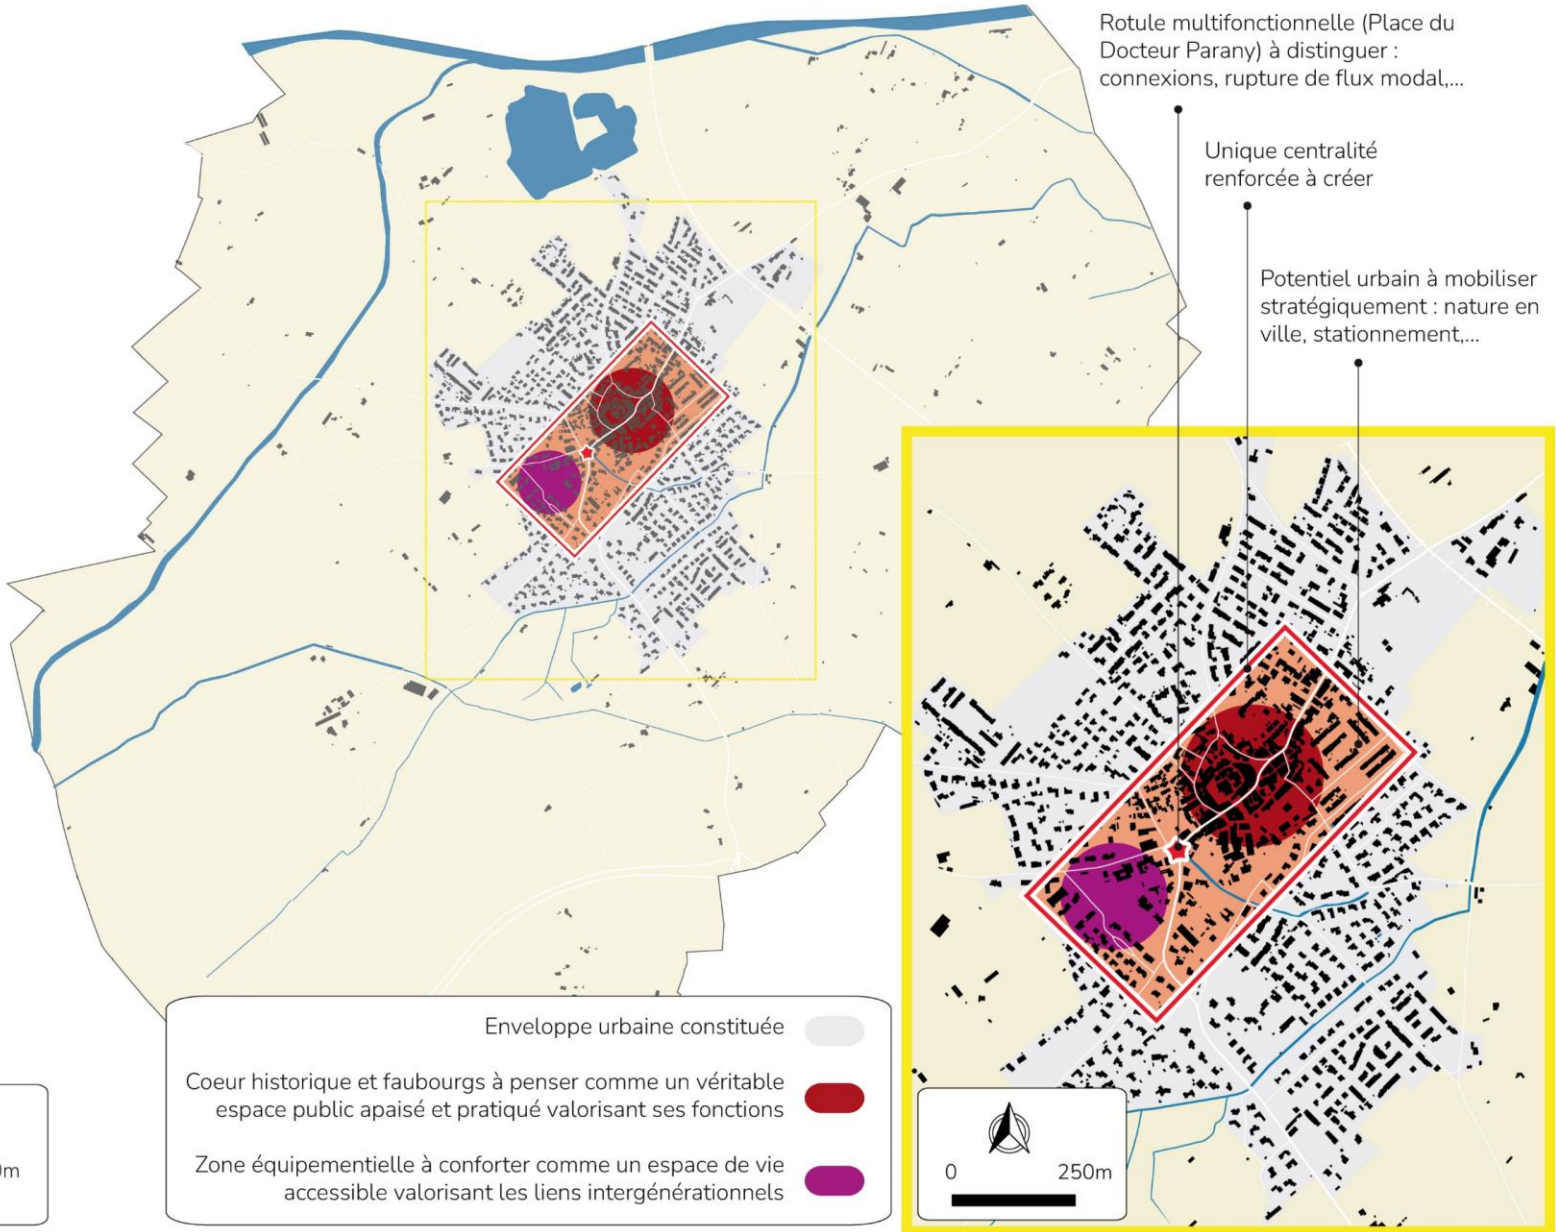 Rotule multifonctionnelle (Place du
Docteur Parany) à distinguer :
connexions, rupture de flux modal,...
Unique centralité
renforcée à créer
Potentiel urbain à mobiliser
stratégiquement : nature en
ville, stationnement,...
Enveloppe urbaine constituée
Coeur historique et faubourgs à penser comme un véritable
espace public apaisé et pratiqué valorisant ses fonctions
Zone équipementielle à conforter comme un espace de vie
accessible valorisant les liens intergénérationnels
0 250m